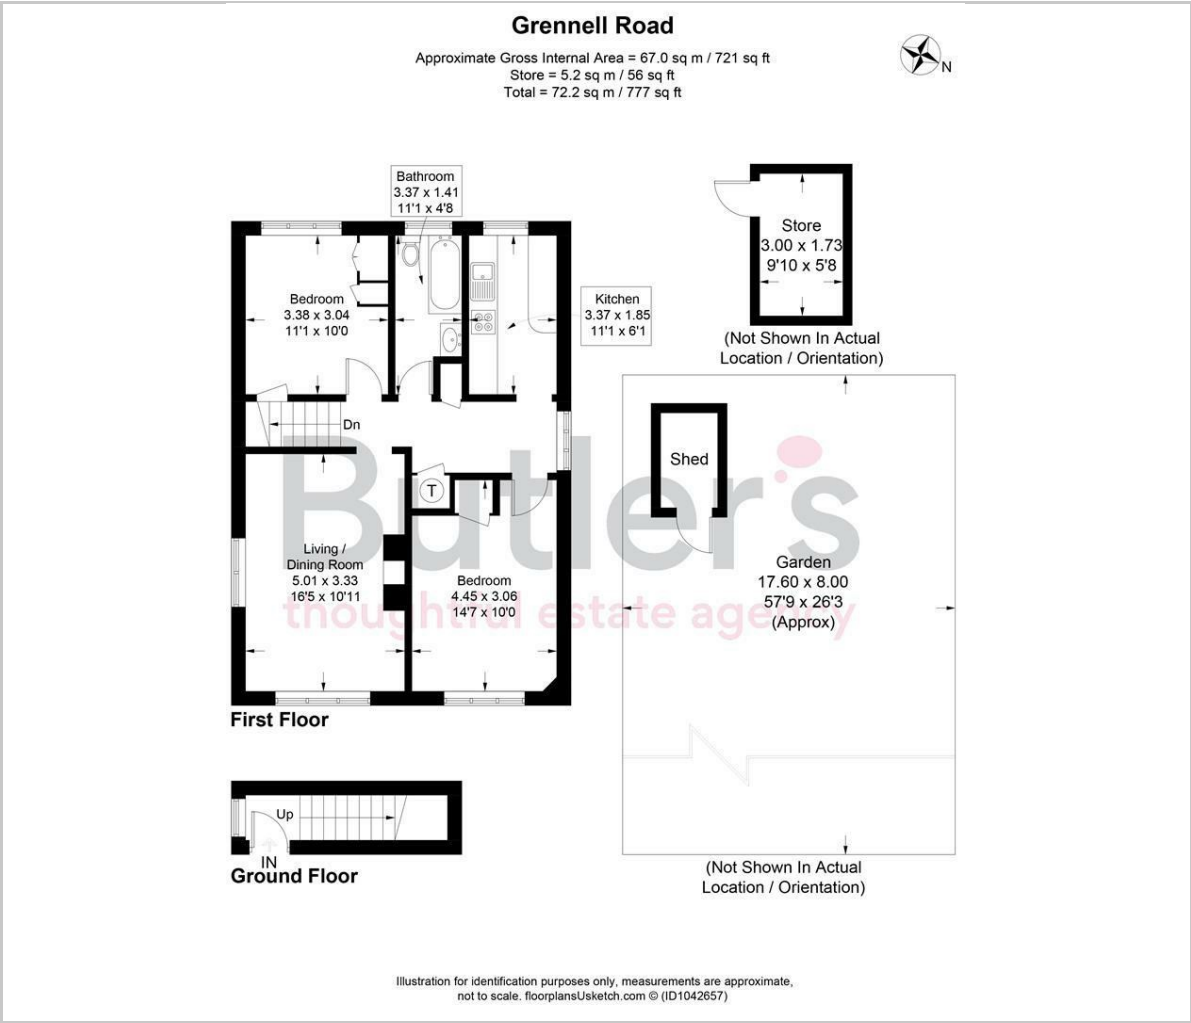 Grennell Road
Approximate Gross Internal Area = 67.0 sq m / 721 sq ft
Store = 5.2 sq m / 56 sq ft
Total = 72.2 sq m / 777 sq ft
N
Bathroom
3.37 x 1.41
11'1 x 4'8
Store
3.00 x 1.73
9'10 x 5'8
(Not Shown In Actual
Location / Orientation)
Bedroom
3.38 x 3.04
11'1 x 10'0
Kitchen
3.37 x 1.85
11'1 x 6'1
Dn
Shed
T
Butler's
thoughtful estate agency
Living /
Dining Room
5.01 x 3.33
16'5 x 10'11
Bedroom
4.45 x 3.06
14'7 x 10'0
Garden
17.60 x 8.00
57'9 x 26'3
(Approx)
First Floor
Up
IN
Ground Floor
(Not Shown In Actual
Location / Orientation)
Illustration for identification purposes only, measurements are approximate,
not to scale. floorplansUsketch.com © (ID1042657)